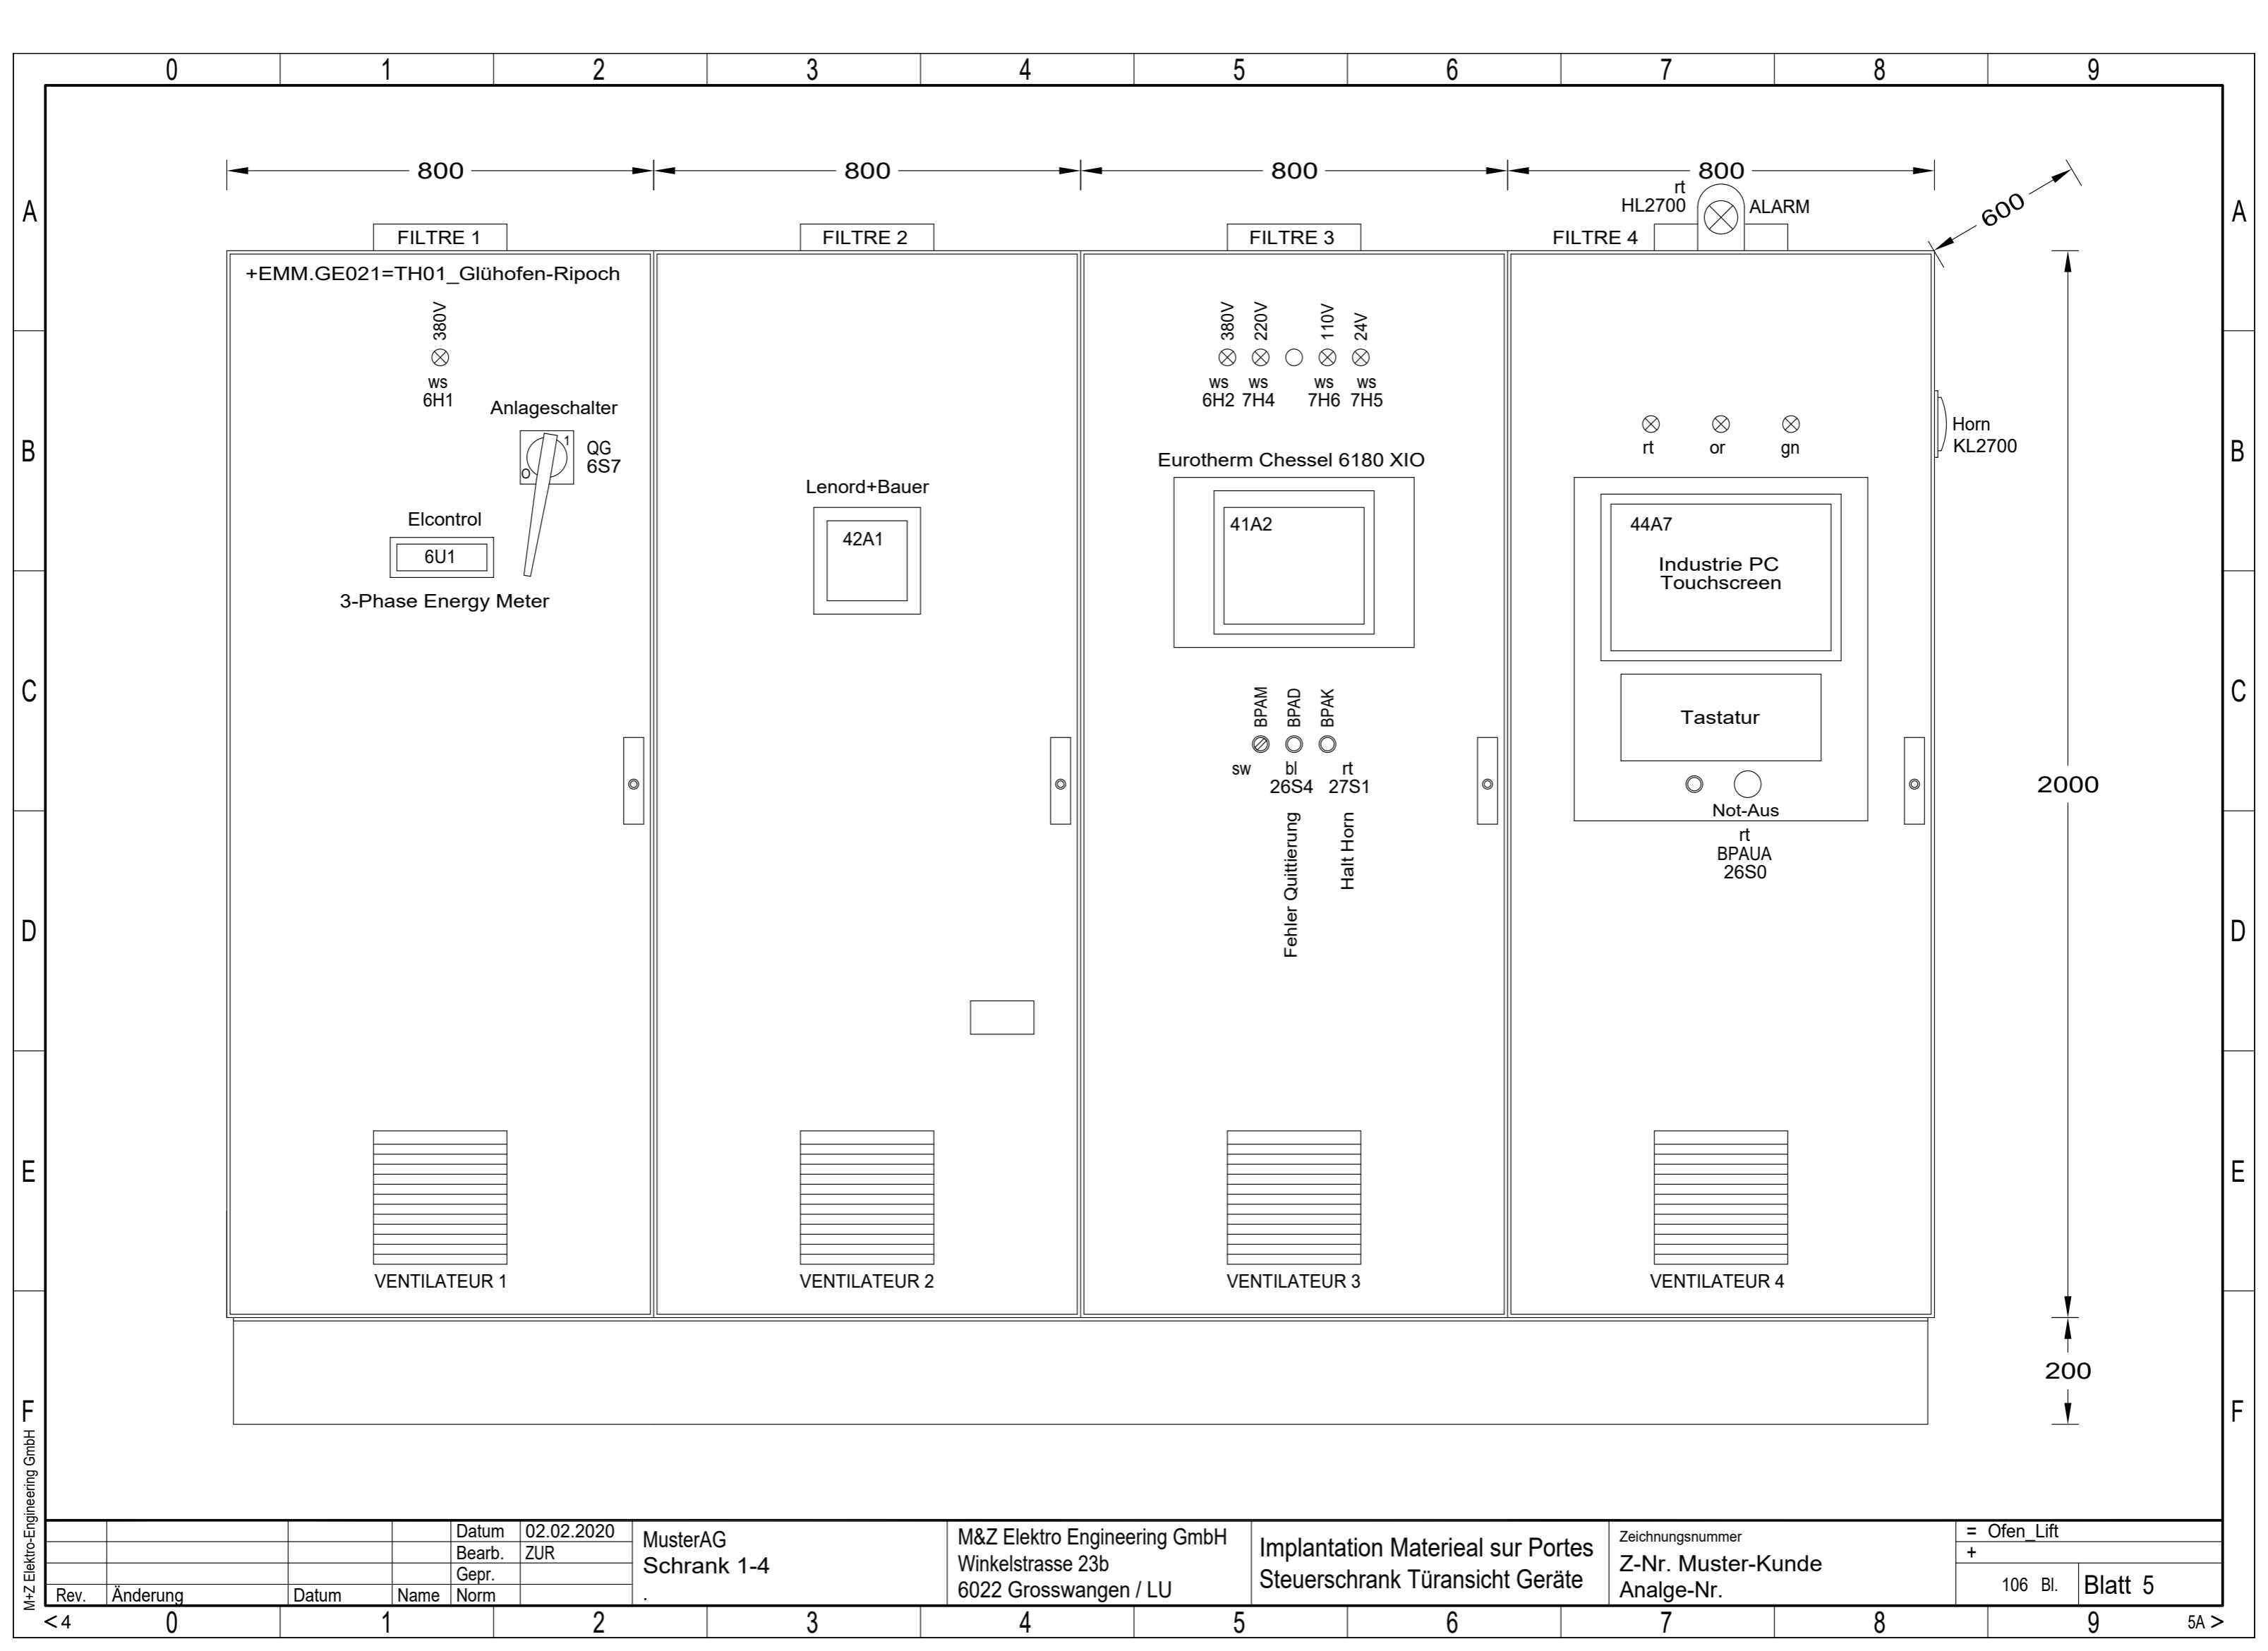 0 1 2 3 4 5 6 7 8 9
800 800 800 800
600
rt
HL2700
ALARM
A A
FILTRE 1 FILTRE 2 FILTRE 3 FILTRE 4
+EMM.GE021=TH01_Glühofen-Ripoch
380V
ws
6H1
Anlageschalter
1
O
QG
6S7
Elcontrol
6U1
3-Phase Energy Meter
Lenord+Bauer
42A1
380V 220V 110V 24V
ws ws ws ws
6H2 7H4 7H6 7H5
Eurotherm Chessel 6180 XIO
41A2
BPAM BPAD BPAK
sw bl rt
26S4 27S1
Fehler Quittierung
Halt Horn
rt or gn
Horn
KL2700
44A7
Industrie PC
Touchscreen
Tastatur
Not-Aus
rt
BPAUA
26S0
B B
C C
2000
D D
E E
VENTILATEUR 1 VENTILATEUR 2 VENTILATEUR 3 VENTILATEUR 4
200
F F
M+Z Elektro-Engineering GmbH
Datum 02.02.2020
Bearb. ZUR
Gepr.
Rev. Änderung Datum Name Norm
MusterAG
Schrank 1-4
.
M&Z Elektro Engineering GmbH
Winkelstrasse 23b
6022 Grosswangen / LU
Implantation Materieal sur Portes
Steuerschrank Türansicht Geräte
Zeichnungsnummer
Z-Nr. Muster-Kunde
Analge-Nr.
= Ofen_Lift
+
106 Bl. Blatt 5
<4 0 1 2 3 4 5 6 7 8 9 5A >